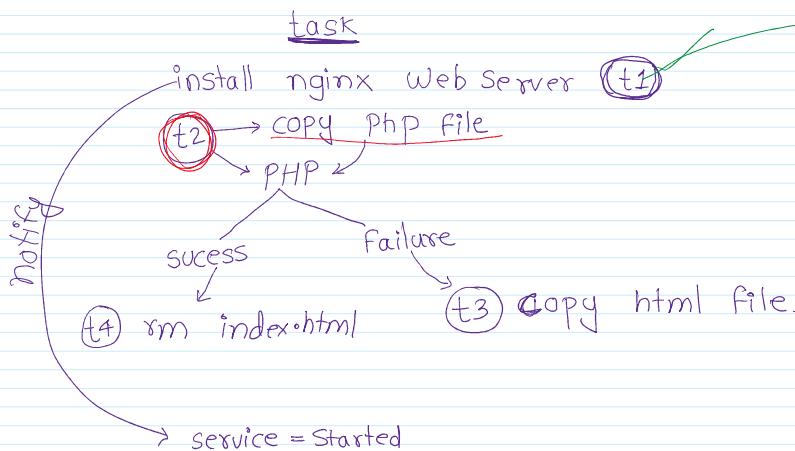 task
install nginx web server t1
t2 copy php file
PHP
notify
sucess
failure
t4 rm index.html
t3 copy html file.
service = started